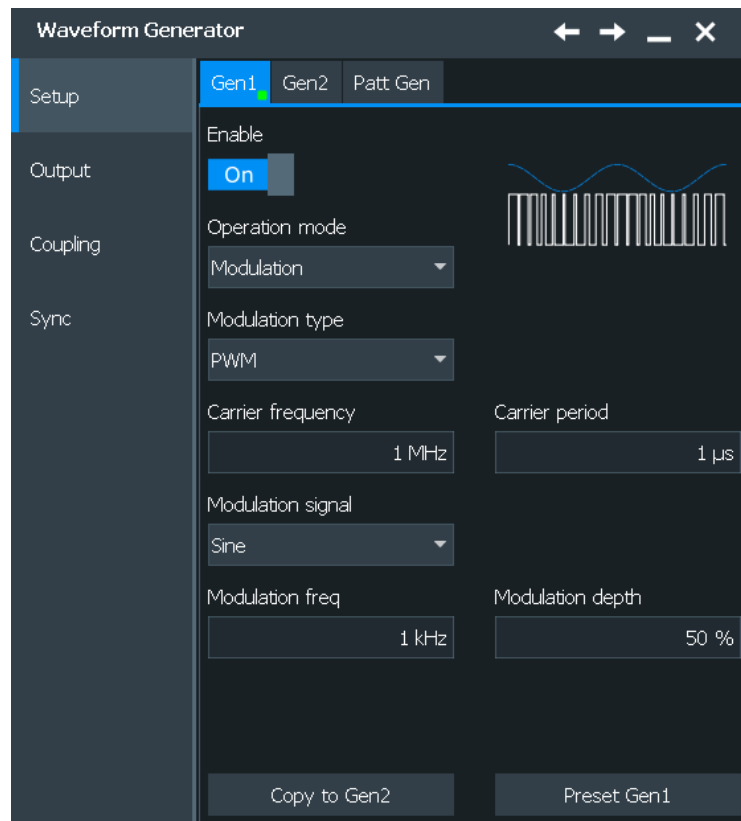 Waveform Generator
Setup
Output
Coupling
Sync
Gen1 Gen2 Patt Gen
Enable
On
Operation mode
Modulation
Modulation type
PWM
Carrier frequency Carrier period
1 MHz 1 µs
Modulation signal
Sine
Modulation freq Modulation depth
1 kHz 50 %
Copy to Gen2 Preset Gen1